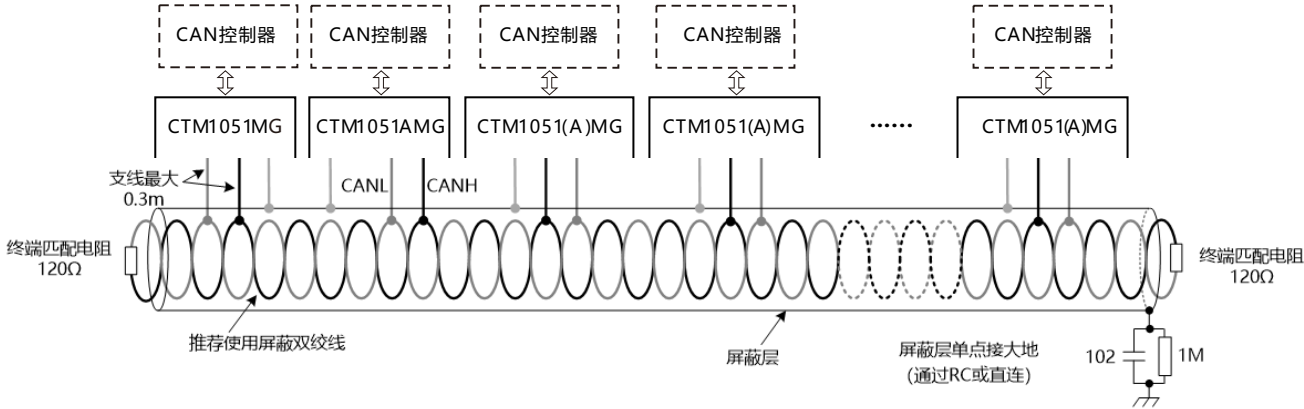 CAN控制器
CAN控制器
CAN控制器
CAN控制器
CAN控制器
CTM1051MG
CTM1051AMG
CTM1051(A)MG
CTM1051(A)MG
······
CTM1051(A)MG
支线最大
0.3m
CANL
CANH
终端匹配电阻
120Ω
终端匹配电阻
120Ω
推荐使用屏蔽双绞线
屏蔽层
屏蔽层单点接大地
(通过RC或直连)
102
1M